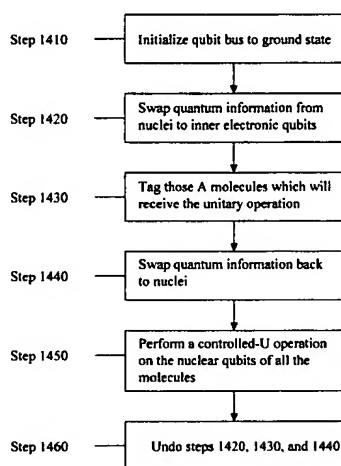 Step 1410
Initialize qubit bus to ground state
Step 1420
Swap quantum information from
nuclei to inner electronic qubits
Step 1430
Tag those A molecules which will
receive the unitary operation
Step 1440
Swap quantum information back
to nuclei
Step 1450
Perform a controlled-U operation
on the nuclear qubits of all the
molecules
Step 1460
Undo steps 1420, 1430, and 1440